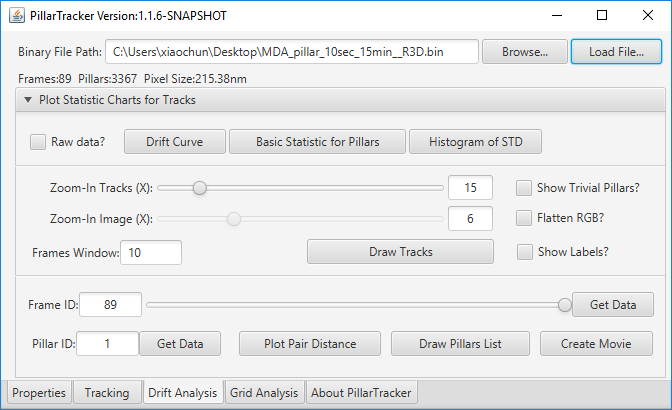 PillarTracker Version:1.1.6-SNAPSHOT
Binary File Path: C:\Users\xiaochun\Desktop\MDA_pillar_10sec_15min__R3D.bin Browse... Load File...
Frames:89 Pillars:3367 Pixel Size:215.38nm
Plot Statistic Charts for Tracks
Raw data? Drift Curve Basic Statistic for Pillars Histogram of STD
Zoom-In Tracks (X): 15 Show Trivial Pillars?
Zoom-In Image (X): 6 Flatten RGB?
Frames Window: 10 Draw Tracks Show Labels?
Frame ID: 89 Get Data
Pillar ID: 1 Get Data Plot Pair Distance Draw Pillars List Create Movie
Properties Tracking Drift Analysis Grid Analysis About PillarTracker